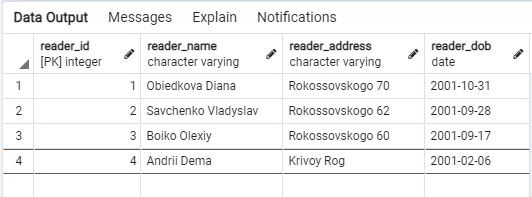 Data Output Messages Explain Notifications
reader_id reader_name reader_address reader_dob
[PK] integer character varying character varying date
1 1 Obiedkova Diana Rokossovskogo 70 2001-10-31
2 2 Savchenko Vladyslav Rokossovskogo 62 2001-09-28
3 3 Boiko Olexiy Rokossovskogo 60 2001-09-17
4 4 Andrii Dema Krivoy Rog 2001-02-06